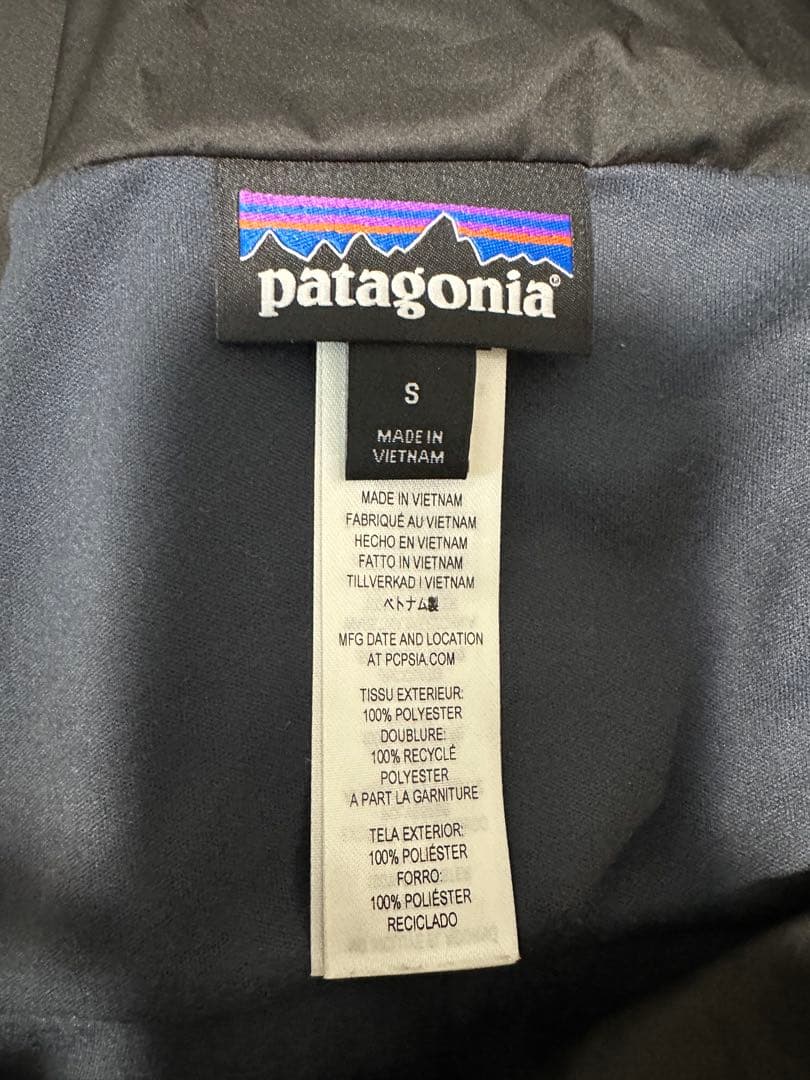 patagonia®
S
MADE IN
VIETNAM
MADE IN VIETNAM
FABRIQUÉ AU VIETNAM
HECHO EN VIETNAM
FATTO IN VIETNAM
TILLVERKAD I VIETNAM
ベトナム製
MFG DATE AND LOCATION
AT PCPSIA.COM
TISSU EXTERIEUR:
100% POLYESTER
DOUBLURE:
100% RECYCLÉ
POLYESTER
A PART LA GARNITURE
TELA EXTERIOR:
100% POLIÉSTER
FORRO:
100% POLIÉSTER
RECICLADO